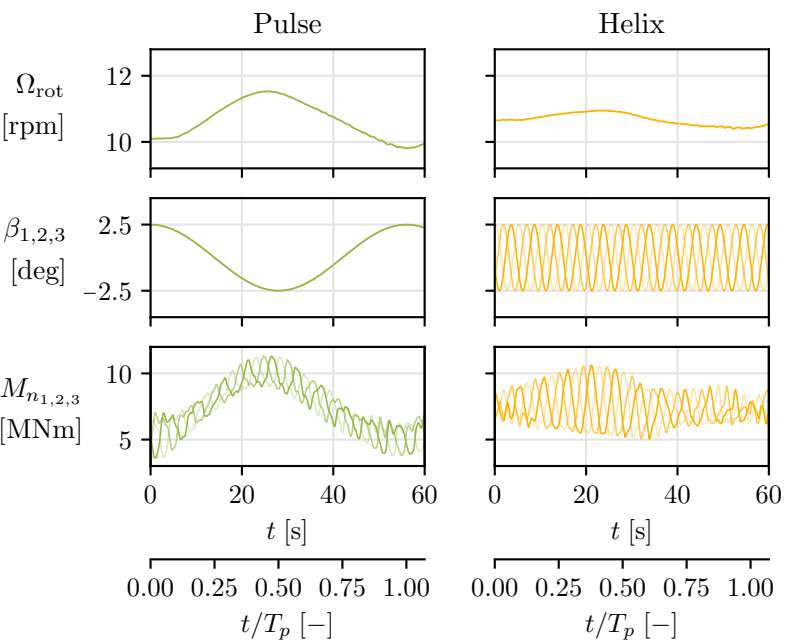 Pulse Helix
Ω_rot
[rpm]
12
10
β_1,2,3
[deg]
2.5
−2.5
M_n_1,2,3
[MNm]
10
5
0 20 40 60 0 20 40 60
t [s] t [s]
0.00 0.25 0.50 0.75 1.00 0.00 0.25 0.50 0.75 1.00
t/T_p [−] t/T_p [−]